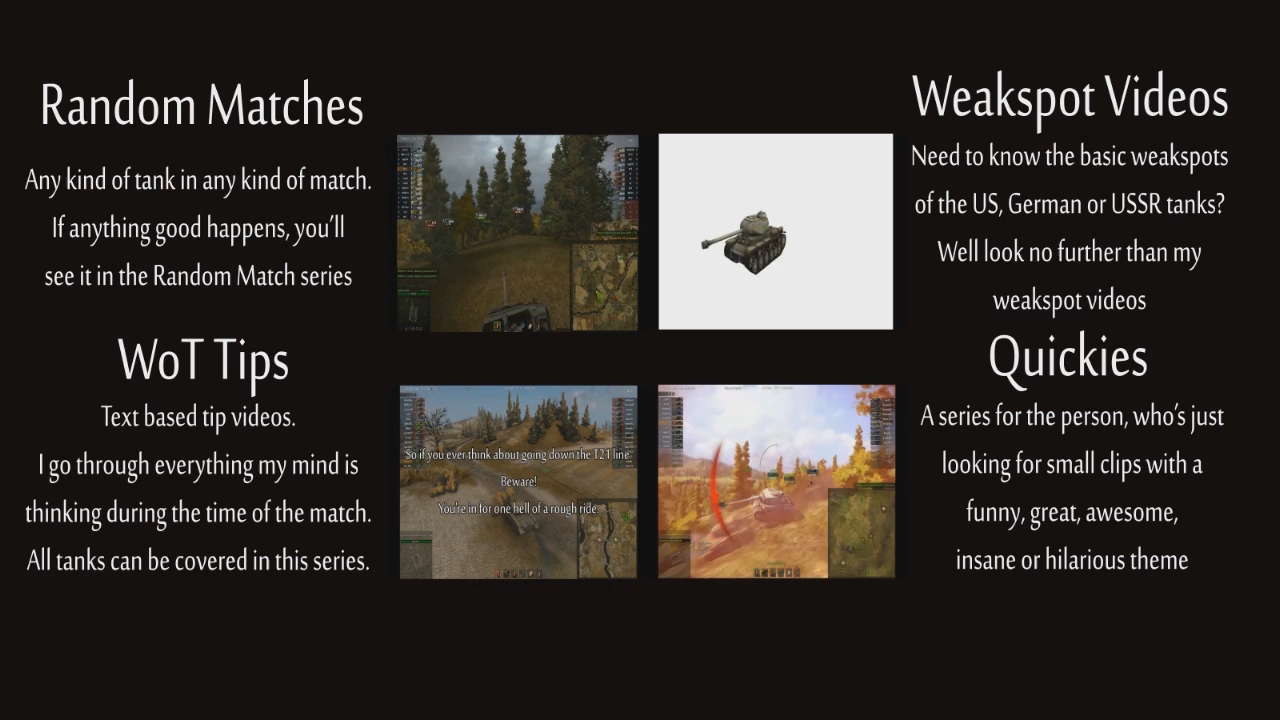 Random Matches
Any kind of tank in any kind of match.
If anything good happens, you'll
see it in the Random Match series
Weakspot Videos
Need to know the basic weakspots
of the US, German or USSR tanks?
Well look no further than my
weakspot videos
WoT Tips
Text based tip videos.
I go through everything my mind is
thinking during the time of the match.
All tanks can be covered in this series.
So if you ever think about going down the T21 line.
Beware!
You're in for one hell of a rough ride
Quickies
A series for the person, who's just
looking for small clips with a
funny, great, awesome,
insane or hilarious theme